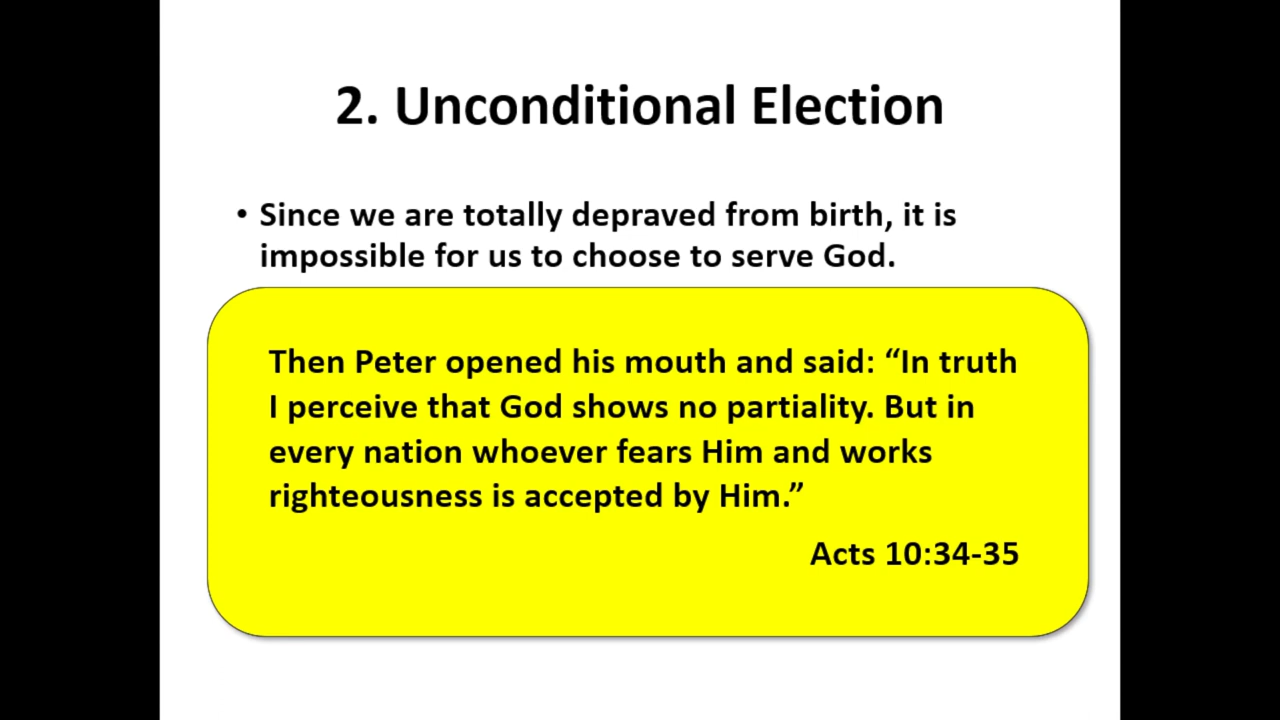 2. Unconditional Election
• Since we are totally depraved from birth, it is
impossible for us to choose to serve God.
Then Peter opened his mouth and said: “In truth
I perceive that God shows no partiality. But in
every nation whoever fears Him and works
righteousness is accepted by Him.”
Acts 10:34-35